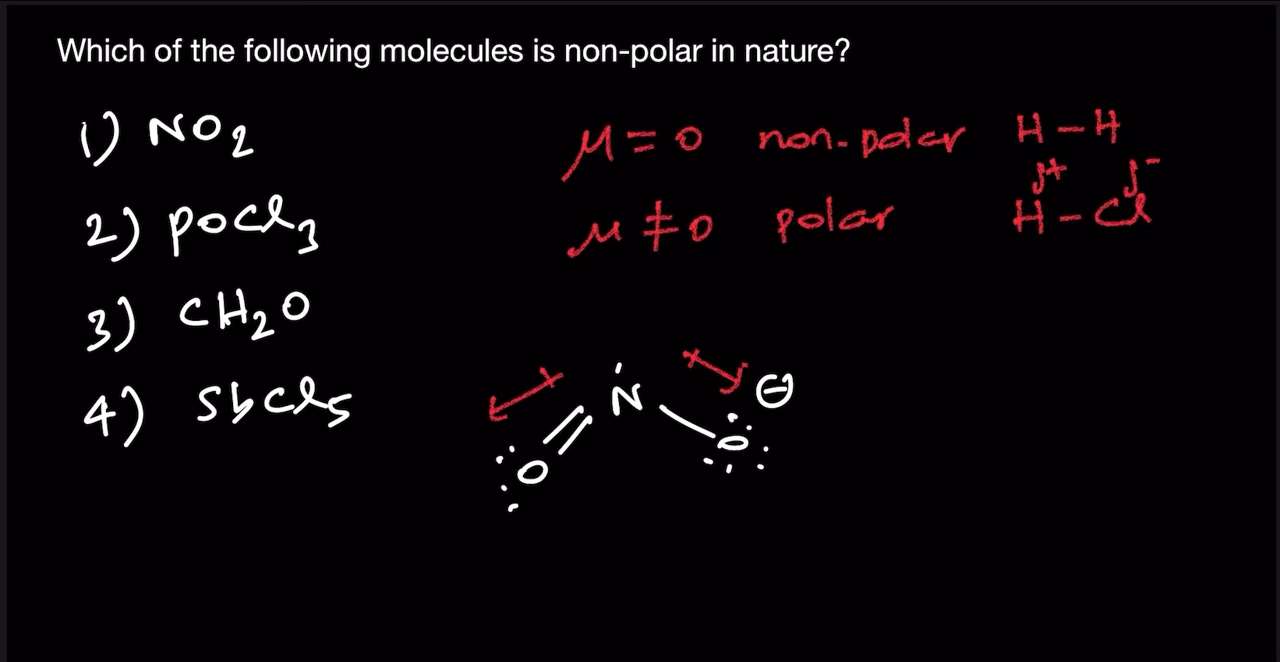 Which of the following molecules is non-polar in nature?
1) NO2
2) POCl3
3) CH2O
4) SbCl5
μ=0 non-polar H-H
μ≠0 polar H-Cl
δ+ δ-
N
O
O
⊖